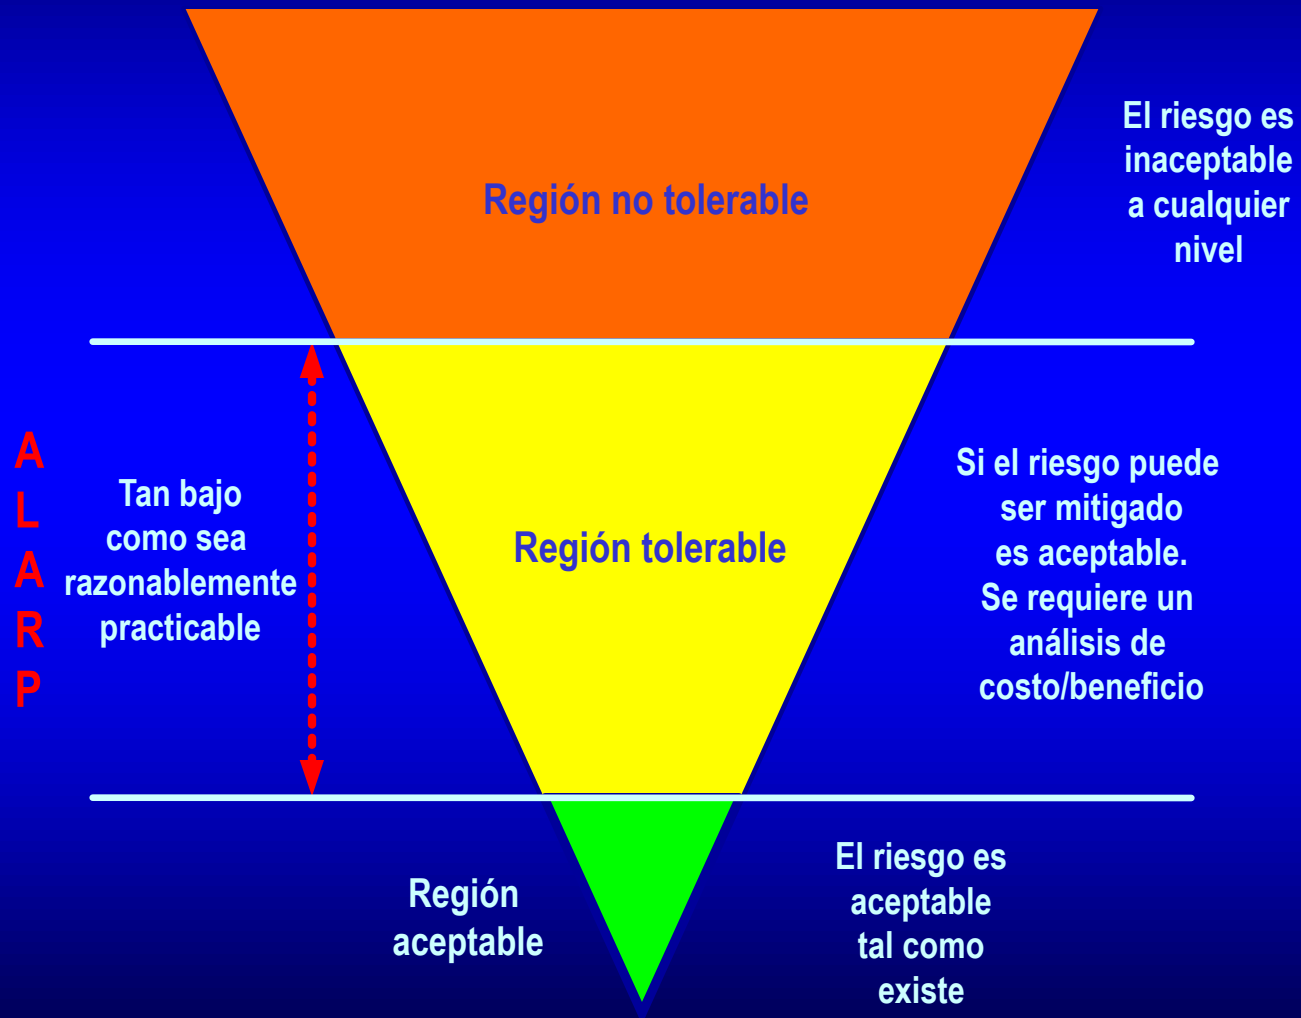 El riesgo es
inaceptable
a cualquier
nivel
Región no tolerable
A
L
A
R
P
Tan bajo
como sea
razonablemente
practicable
Región tolerable
Si el riesgo puede
ser mitigado
es aceptable.
Se requiere un
análisis de
costo/beneficio
Región
aceptable
El riesgo es
aceptable
tal como
existe